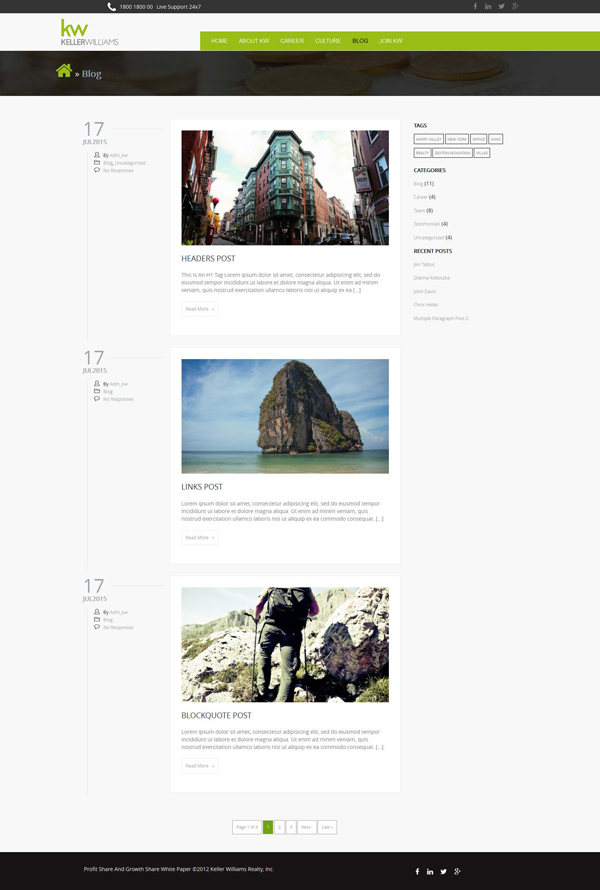 1800 1800 00 Live Support 24x7
kw
KELLERWILLIAMS
HOME ABOUT KW CAREER CULTURE BLOG JOIN KW
» Blog
17
JUL2015
By Adm_kw
Blog, Uncategorized
No Responses
HEADERS POST
This Is An H1 Tag Lorem ipsum dolor sit amet, consectetur adipisicing elit, sed do
eiusmod tempor incididunt ut labore et dolore magna aliqua. Ut enim ad minim
veniam, quis nostrud exercitation ullamco laboris nisi ut aliquip ex ea [...]
Read More »
TAGS
HAPPY VALLEY NEW YORK OFFICE OHIO
REALTY SEXTON MOUNTAIN VILLAS
CATEGORIES
Blog (11)
Career (4)
Team (8)
Testimonials (4)
Uncategorized (4)
RECENT POSTS
Jim Talbot
Dianna Kokoszka
John Davis
Chris Heller
Multiple Paragraph Post 2
17
JUL2015
By Adm_kw
Blog
No Responses
LINKS POST
Lorem ipsum dolor sit amet, consectetur adipisicing elit, sed do eiusmod tempor
incididunt ut labore et dolore magna aliqua. Ut enim ad minim veniam, quis
nostrud exercitation ullamco laboris nisi ut aliquip ex ea commodo consequat. [...]
Read More »
17
JUL2015
By Adm_kw
Blog
No Responses
BLOCKQUOTE POST
Lorem ipsum dolor sit amet, consectetur adipisicing elit, sed do eiusmod tempor
incididunt ut labore et dolore magna aliqua. Ut enim ad minim veniam, quis
nostrud exercitation ullamco laboris nisi ut aliquip ex ea commodo consequat. [...]
Read More »
Page 1 of 4 1 2 3 Next › Last »
Profit Share And Growth Share White Paper ©2012 Keller Williams Realty, Inc.